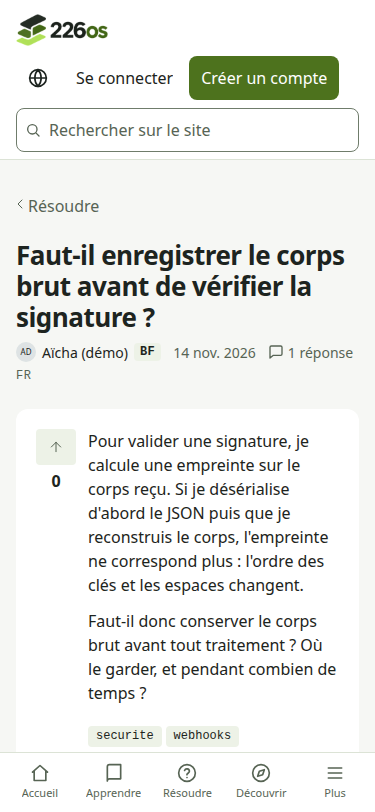 226os
Se connecter
Créer un compte
Rechercher sur le site
Résoudre
Faut-il enregistrer le corps
brut avant de vérifier la
signature ?
AD Aïcha (démo) BF 14 nov. 2026 1 réponse
FR
Pour valider une signature, je
calcule une empreinte sur le
corps reçu. Si je désérialise
d'abord le JSON puis que je
reconstruis le corps, l'empreinte
ne correspond plus : l'ordre des
clés et les espaces changent.
0
Faut-il donc conserver le corps
brut avant tout traitement ? Où
le garder, et pendant combien de
temps ?
securite webhooks
Accueil Apprendre Résoudre Découvrir Plus